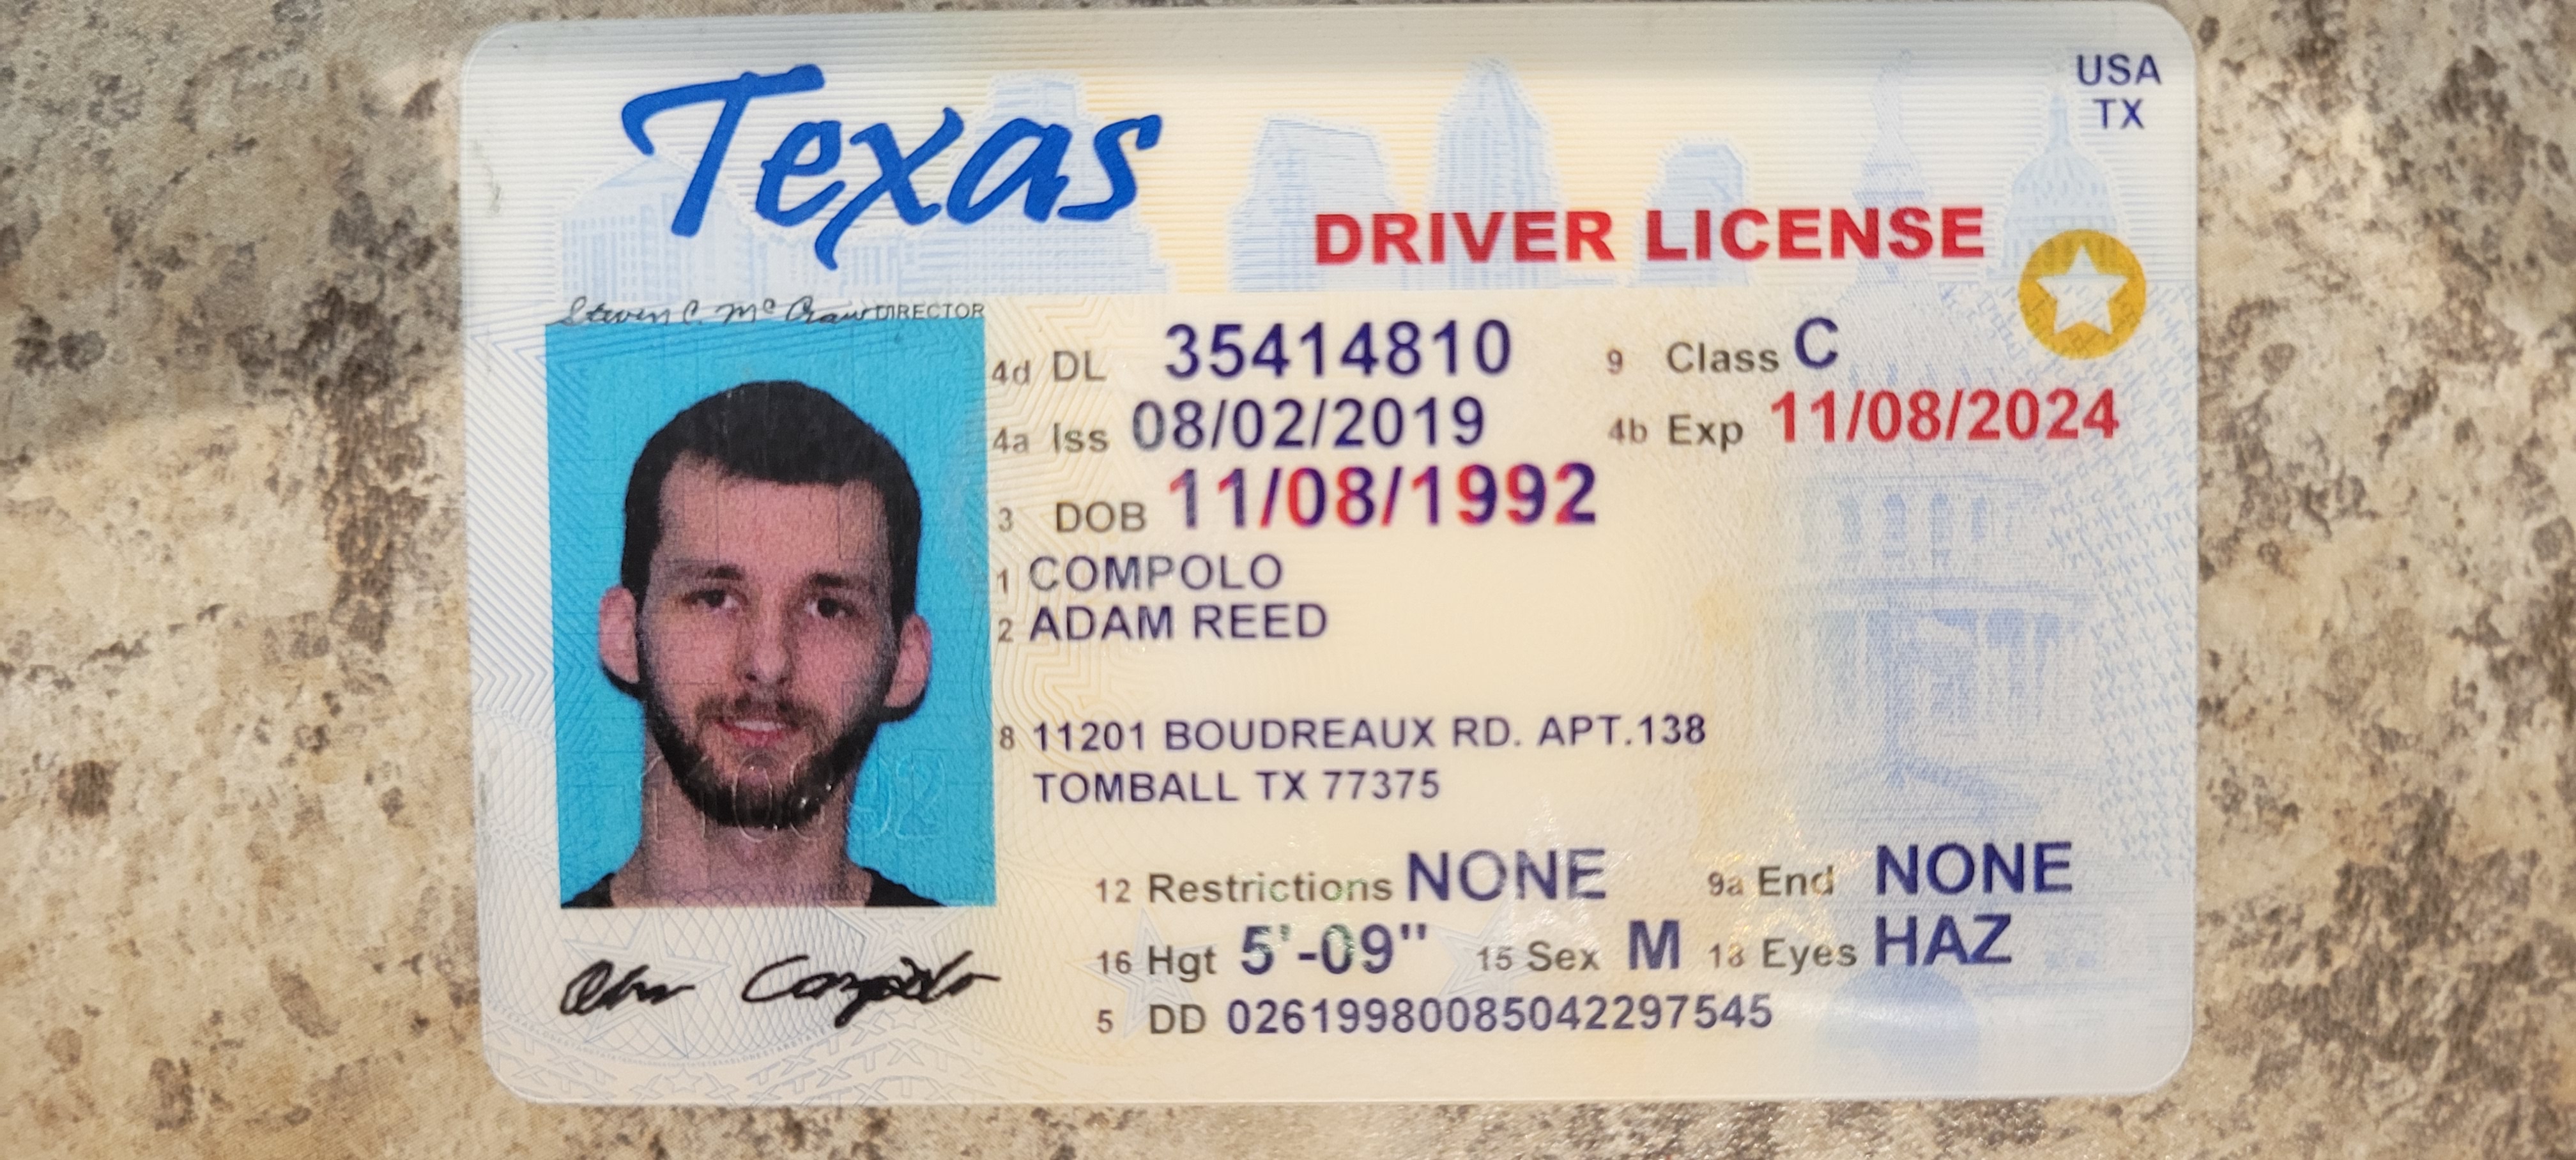 Texas
USA
TX
DRIVER LICENSE
DIRECTOR
4d DL 35414810 9 Class C
4a Iss 08/02/2019 4b Exp 11/08/2024
3 DOB 11/08/1992
1 COMPOLO
2 ADAM REED
8 11201 BOUDREAUX RD. APT.138
TOMBALL TX 77375
12 Restrictions NONE 9a End NONE
16 Hgt 5'-09" 15 Sex M 18 Eyes HAZ
5 DD 02619980085042297545